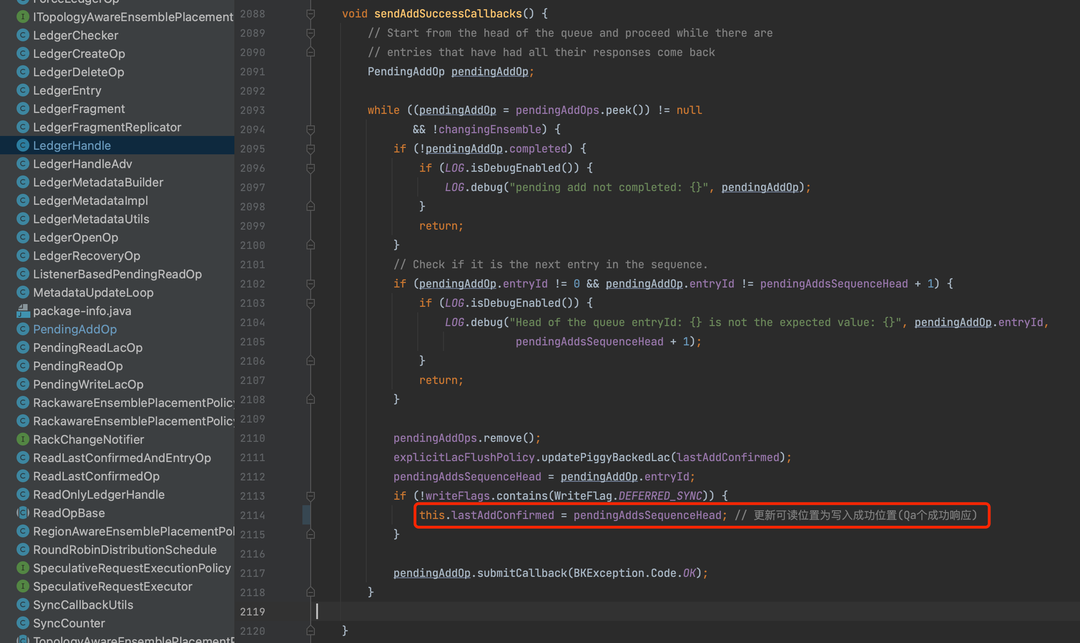 ForceLedgerOp
ITopologyAwareEnsemblePlacement
LedgerChecker
LedgerCreateOp
LedgerDeleteOp
LedgerEntry
LedgerFragment
LedgerFragmentReplicator
LedgerHandle
LedgerHandleAdv
LedgerMetadataBuilder
LedgerMetadataImpl
LedgerMetadataUtils
LedgerOpenOp
LedgerRecoveryOp
ListenerBasedPendingReadOp
MetadataUpdateLoop
package-info.java
PendingAddOp
PendingReadLacOp
PendingReadOp
PendingWriteLacOp
RackawareEnsemblePlacementPolicy
RackawareEnsemblePlacementPolicy
RackChangeNotifier
ReadLastConfirmedAndEntryOp
ReadLastConfirmedOp
ReadOnlyLedgerHandle
ReadOpBase
RegionAwareEnsemblePlacementPol
RoundRobinDistributionSchedule
SpeculativeRequestExecutionPolicy
SpeculativeRequestExecutor
SyncCallbackUtils
SyncCounter
TopologyAwareEnsemblePlacementP
2088 void sendAddSuccessCallbacks() {
2089 // Start from the head of the queue and proceed while there are
2090 // entries that have had all their responses come back
2091 PendingAddOp pendingAddOp;
2092
2093 while ((pendingAddOp = pendingAddOps.peek()) != null
2094 && !changingEnsemble) {
2095 if (!pendingAddOp.completed) {
2096 if (LOG.isDebugEnabled()) {
2097 LOG.debug("pending add not completed: {}", pendingAddOp);
2098 }
2099 return;
2100 }
2101 // Check if it is the next entry in the sequence.
2102 if (pendingAddOp.entryId != 0 && pendingAddOp.entryId != pendingAddsSequenceHead + 1) {
2103 if (LOG.isDebugEnabled()) {
2104 LOG.debug("Head of the queue entryId: {} is not the expected value: {}", pendingAddOp.entryId,
2105 pendingAddsSequenceHead + 1);
2106 }
2107 return;
2108 }
2109
2110 pendingAddOps.remove();
2111 explicitLacFlushPolicy.updatePiggyBackedLac(lastAddConfirmed);
2112 pendingAddsSequenceHead = pendingAddOp.entryId;
2113 if (!writeFlags.contains(WriteFlag.DEFERRED_SYNC)) {
2114 this.lastAddConfirmed = pendingAddsSequenceHead; // 更新可读位置为写入成功位置(Qa个成功响应)
2115 }
2116
2117 pendingAddOp.submitCallback(BKException.Code.OK);
2118 }
2119
2120 }